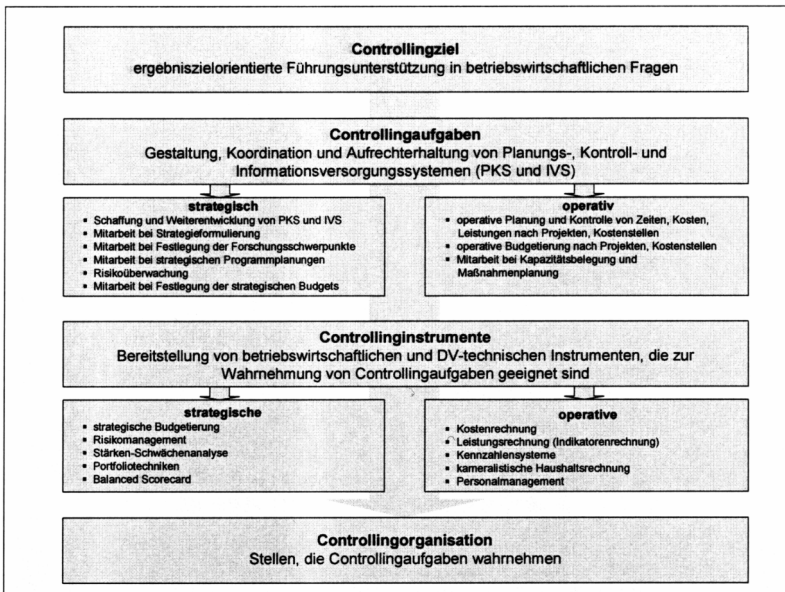 Controllingziel
ergebniszielorientierte Führungsunterstützung in betriebswirtschaftlichen Fragen
Controllingaufgaben
Gestaltung, Koordination und Aufrechterhaltung von Planungs-, Kontroll- und
Informationsversorgungssystemen (PKS und IVS)
strategisch
▪ Schaffung und Weiterentwicklung von PKS und IVS
▪ Mitarbeit bei Strategieformulierung
▪ Mitarbeit bei Festlegung der Forschungsschwerpunkte
▪ Mitarbeit bei strategischen Programmplanungen
▪ Risikoüberwachung
▪ Mitarbeit bei Festlegung der strategischen Budgets
operativ
▪ operative Planung und Kontrolle von Zeiten, Kosten,
Leistungen nach Projekten, Kostenstellen
▪ operative Budgetierung nach Projekten, Kostenstellen
▪ Mitarbeit bei Kapazitätsbelegung und
Maßnahmenplanung
Controllinginstrumente
Bereitstellung von betriebswirtschaftlichen und DV-technischen Instrumenten, die zur
Wahrnehmung von Controllingaufgaben geeignet sind
strategische
▪ strategische Budgetierung
▪ Risikomanagement
▪ Stärken-Schwächenanalyse
▪ Portfoliotechniken
▪ Balanced Scorecard
operative
▪ Kostenrechnung
▪ Leistungsrechnung (Indikatorenrechnung)
▪ Kennzahlensysteme
▪ kameralistische Haushaltsrechnung
▪ Personalmanagement
Controllingorganisation
Stellen, die Controllingaufgaben wahrnehmen